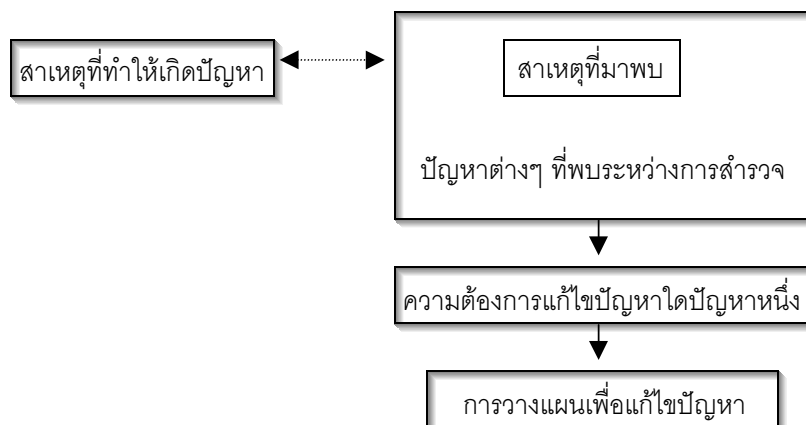 สาเหตุที่ทำให้เกิดปัญหา
สาเหตุที่มาพบ
ปัญหาต่างๆ ที่พบระหว่างการสำรวจ
ความต้องการแก้ไขปัญหาใดปัญหาหนึ่ง
การวางแผนเพื่อแก้ไขปัญหา